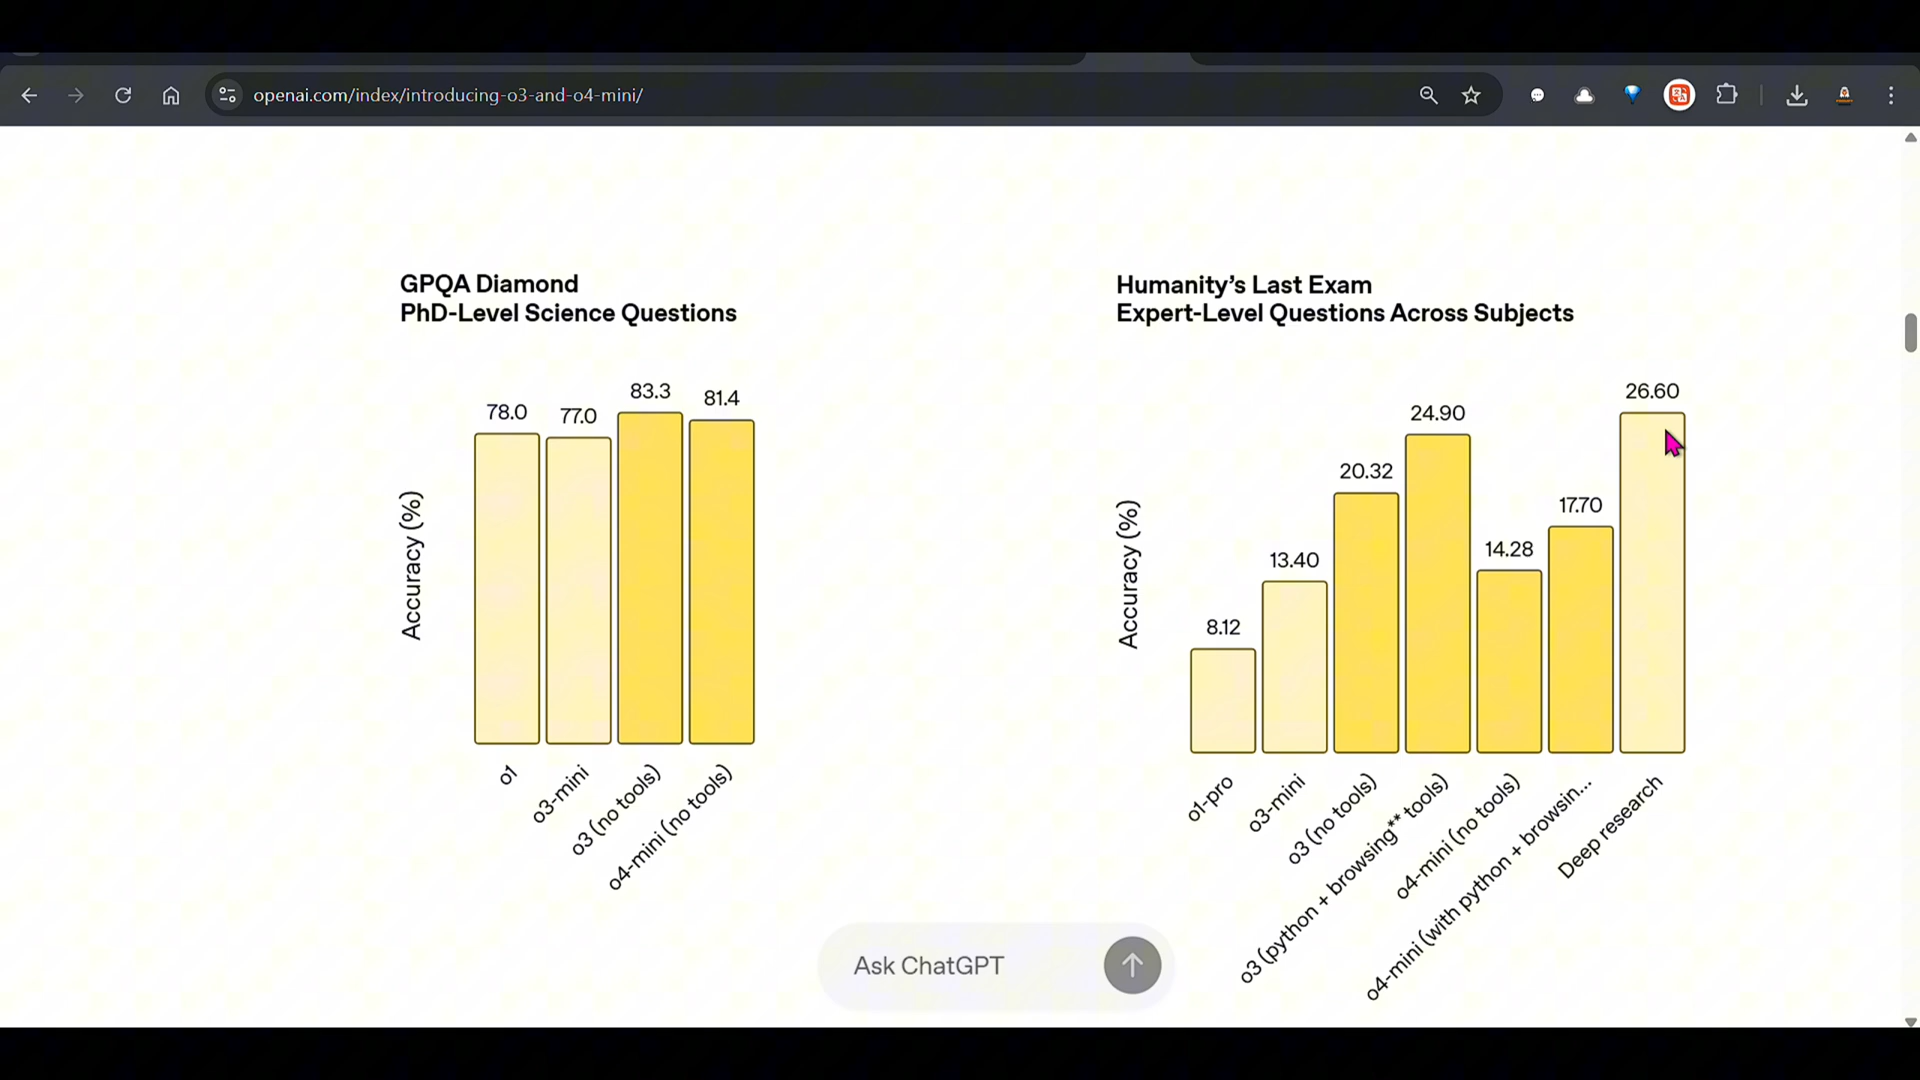 openai.com/index/introducing-o3-and-o4-mini/
GPQA Diamond
PhD-Level Science Questions
Accuracy (%)
78.0
77.0
83.3
81.4
o1
o3-mini
o3 (no tools)
o4-mini (no tools)
Humanity’s Last Exam
Expert-Level Questions Across Subjects
Accuracy (%)
8.12
13.40
20.32
24.90
14.28
17.70
26.60
o1-pro
o3-mini
o3 (no tools)
o3 (python + browsing** tools)
o4-mini (no tools)
o4-mini (with python + browsin...
Deep research
Ask ChatGPT